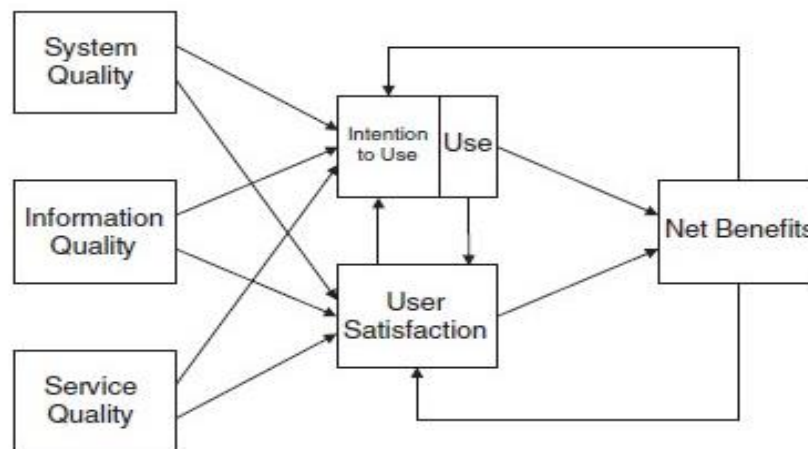 System
Quality
Intention
to Use
Use
Information
Quality
Net Benefits
User
Satisfaction
Service
Quality